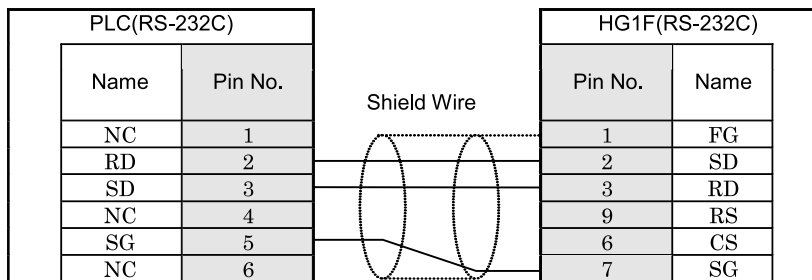 PLC(RS-232C) HG1F(RS-232C)
Name Pin No. Pin No. Name
Shield Wire
NC 1 1 FG
RD 2 2 SD
SD 3 3 RD
NC 4 9 RS
SG 5 6 CS
NC 6 7 SG